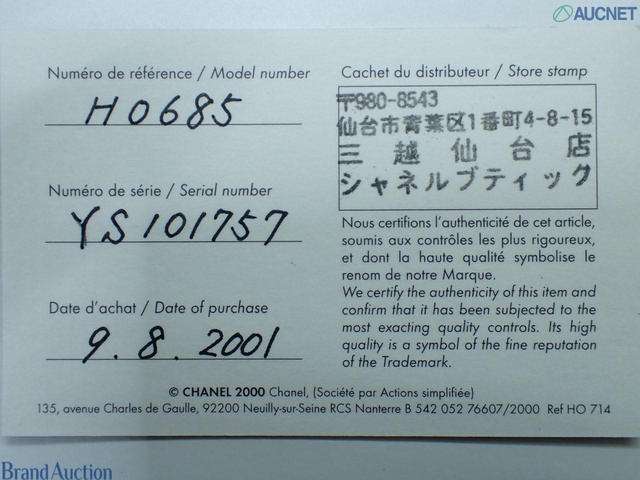 AUCNET
Numéro de référence / Model number
H0685
Numéro de série / Serial number
YS101757
Date d'achat / Date of purchase
9.8.2001
Cachet du distributeur / Store stamp
〒980-8543
仙台市青葉区1番町4-8-15
三越仙台店
シャネルブティック
Nous certifions l'authenticité de cet article,
soumis aux contrôles les plus rigoureux,
et dont la haute qualité symbolise le
renom de notre Marque.
We certify the authenticity of this item and
confirm that it has been subjected to the
most exacting quality controls. Its high
quality is a symbol of the fine reputation
of the Trademark.
© CHANEL 2000 Chanel, (Société par Actions simplifiée)
135, avenue Charles de Gaulle, 92200 Neuilly-sur-Seine RCS Nanterre B 542 052 76607/2000 Ref HO 714
Brand Auction